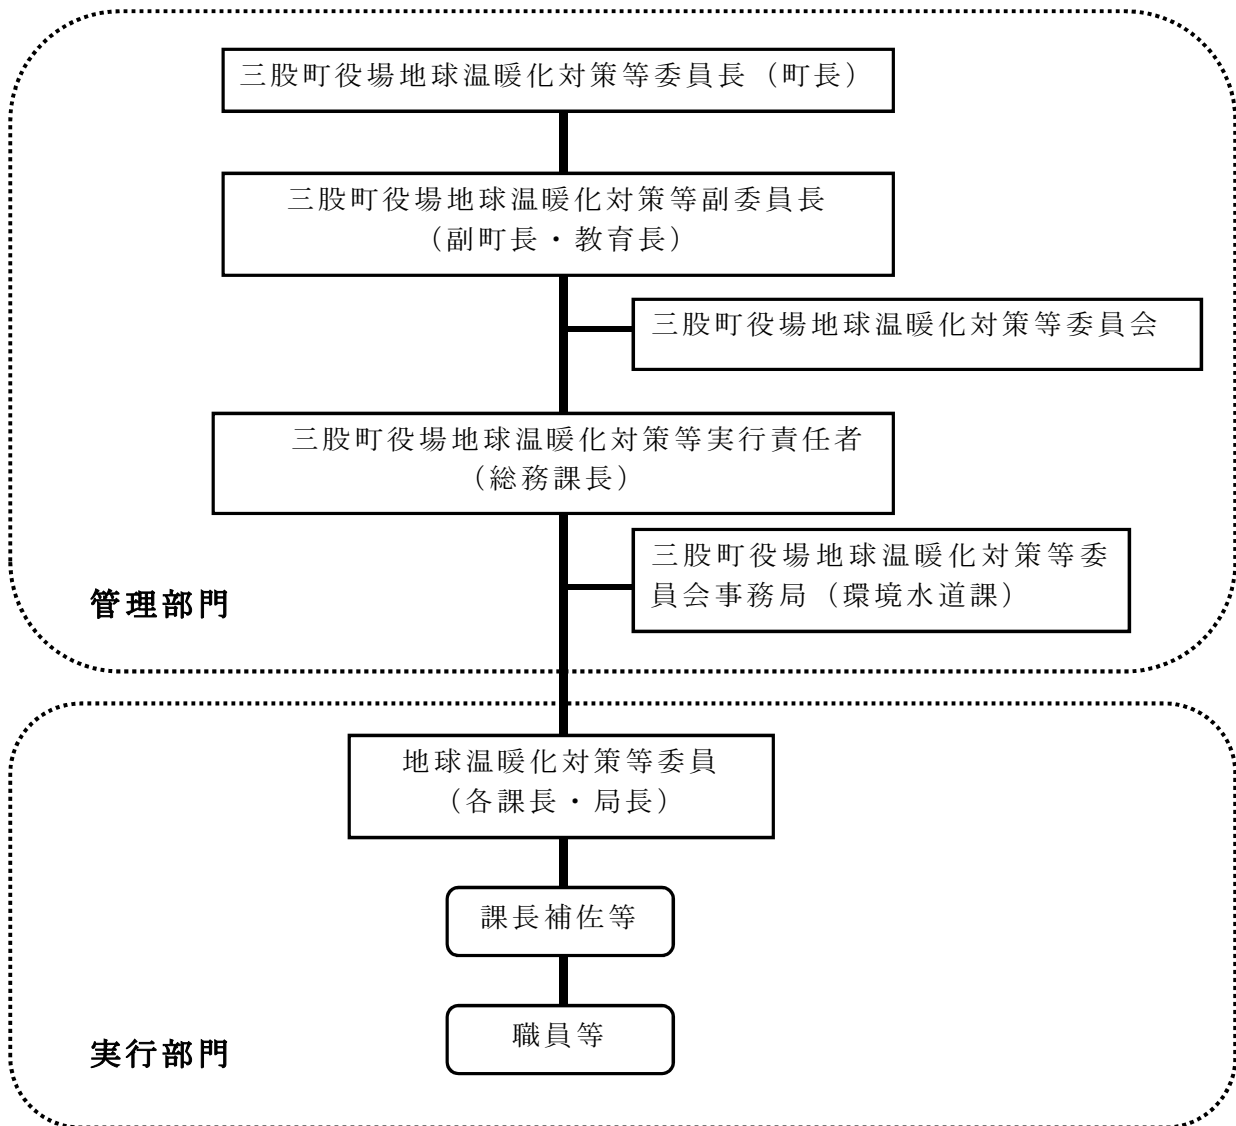 三股町役場地球温暖化対策等委員長（町長）
三股町役場地球温暖化対策等副委員長
（副町長・教育長）
三股町役場地球温暖化対策等委員会
三股町役場地球温暖化対策等実行責任者
（総務課長）
三股町役場地球温暖化対策等委
員会事務局（環境水道課）
管理部門
地球温暖化対策等委員
（各課長・局長）
課長補佐等
職員等
実行部門